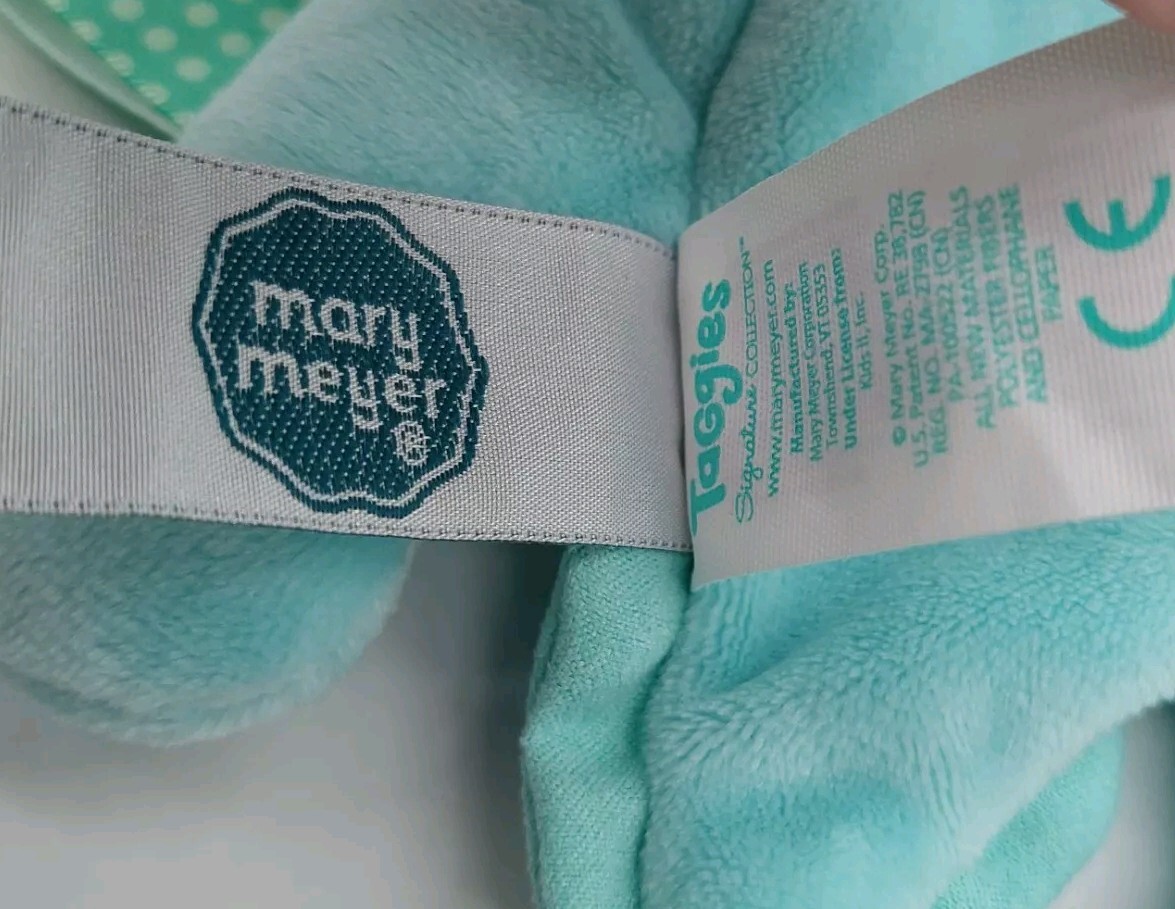 mary
meyer
®
Taggies
Signature COLLECTION™
www.marymeyer.com
Manufactured by:
Mary Meyer Corporation
Townshend, VT 05353
Under License from:
Kids II, Inc.
© Mary Meyer Corp.
U.S. Patent No. RE 38,782
REG. NO. MA-2798 (CN)
PA-100522 (CN)
ALL NEW MATERIALS
POLYESTER FIBERS
AND CELLOPHANE
PAPER
CE